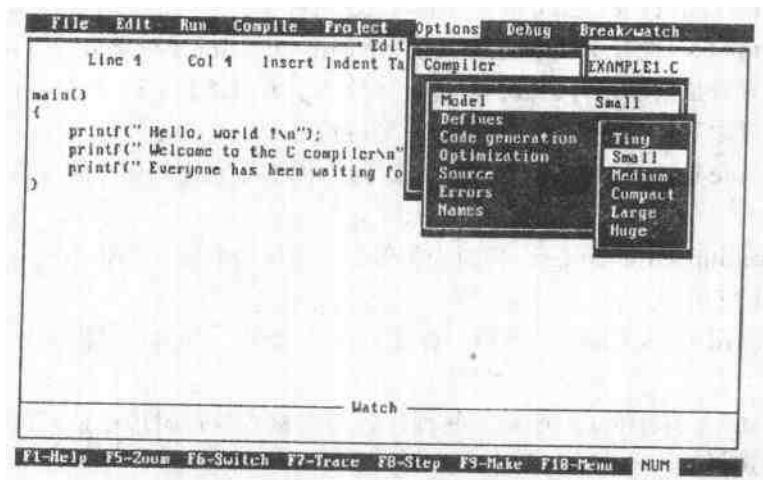 File Edit Run Compile Project Options Debug Break/watch
Edit
Line 1 Col 1 Insert Indent Ta
EXAMPLE1.C
Compiler
main()
{
printf(" Hello, world !\n");
printf(" Welcome to the C compiler\n"
printf(" Everyone has been waiting fo
}
Model Small
Defines
Code generation
Optimization
Source
Errors
Names
Tiny
Small
Medium
Compact
Large
Huge
Watch
F1-Help F5-Zoom F6-Switch F7-Trace F8-Step F9-Make F10-Menu NUM